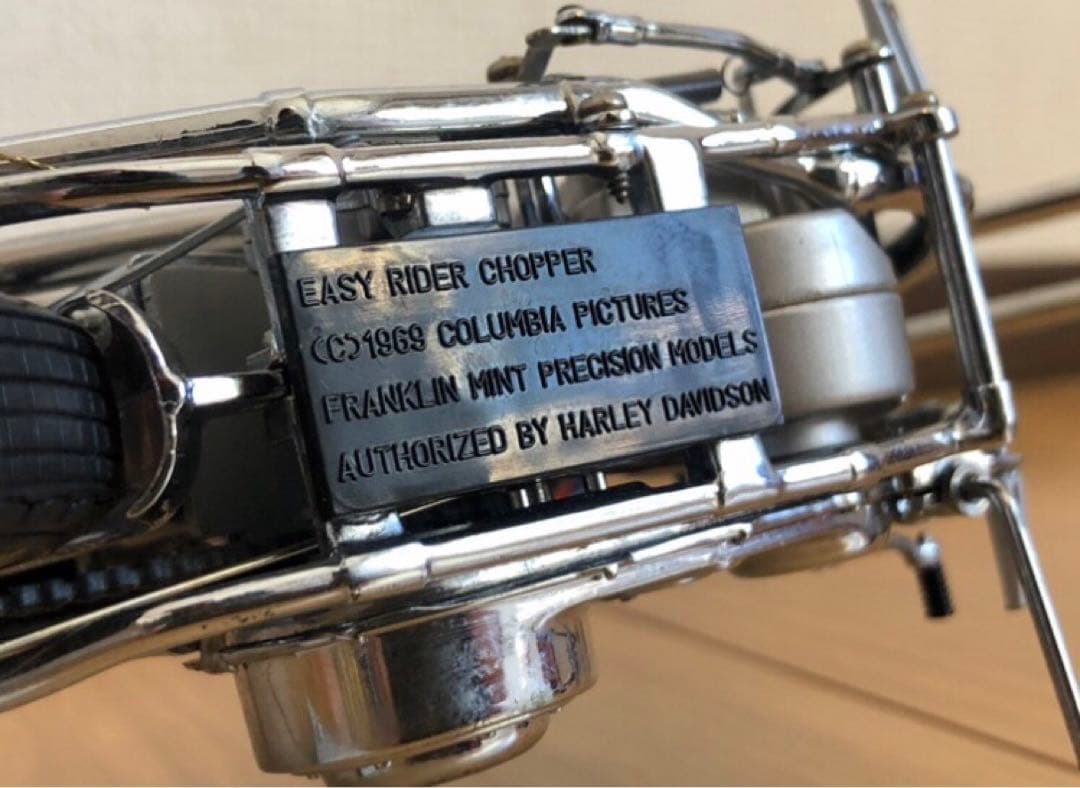 EASY RIDER CHOPPER
(C)1969 COLUMBIA PICTURES
FRANKLIN MINT PRECISION MODELS
AUTHORIZED BY HARLEY DAVIDSON